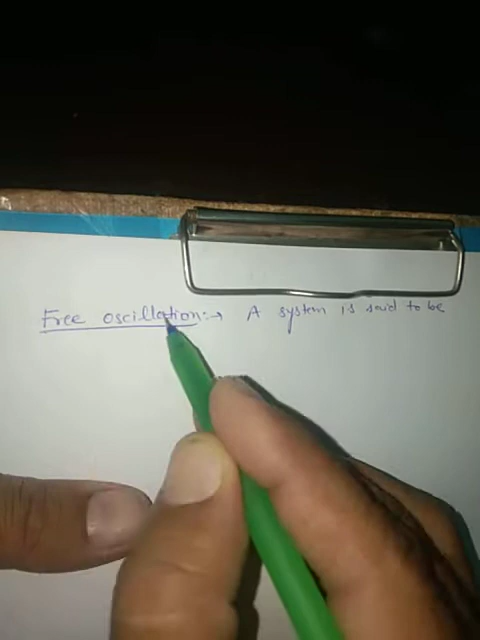 Free oscillation:→ A system is said to be